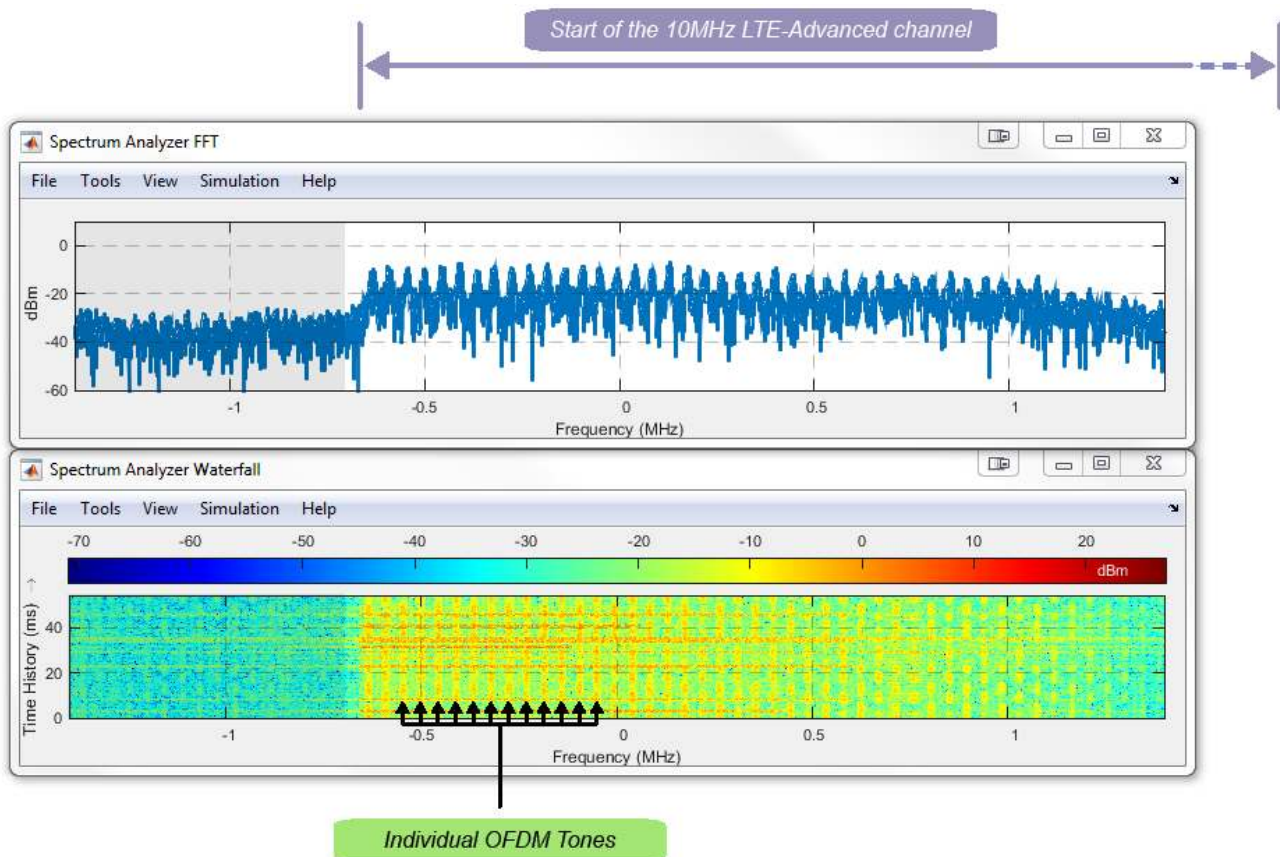 Start of the 10MHz LTE-Advanced channel
Spectrum Analyzer FFT
File Tools View Simulation Help
0
-20
-40
-60
dBm
-1 -0.5 0 0.5 1
Frequency (MHz)
Spectrum Analyzer Waterfall
File Tools View Simulation Help
-70 -60 -50 -40 -30 -20 -10 0 10 20
dBm
Time History (ms) →
40
20
0
-1 -0.5 0 0.5 1
Frequency (MHz)
Individual OFDM Tones